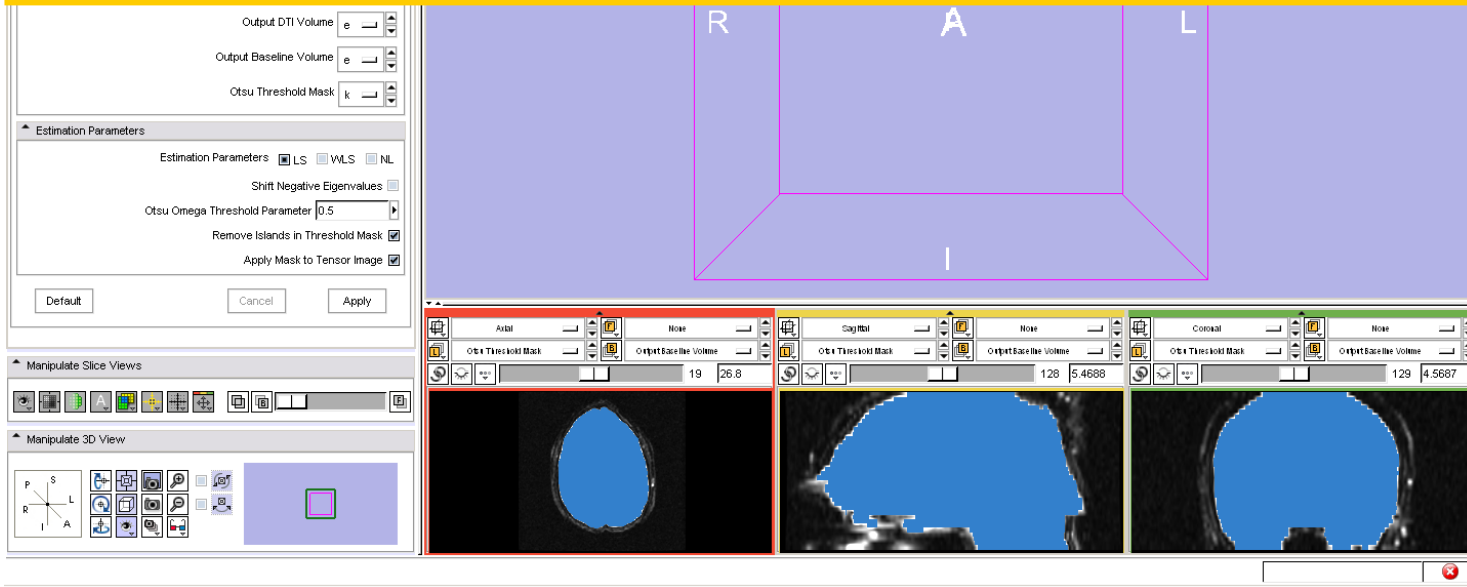 Output DTI Volume e
Output Baseline Volume e
Otsu Threshold Mask k
Estimation Parameters
Estimation Parameters LS WLS NL
Shift Negative Eigenvalues
Otsu Omega Threshold Parameter 0.5
Remove Islands in Threshold Mask
Apply Mask to Tensor Image
Default Cancel Apply
Manipulate Slice Views
A B F
Manipulate 3D View
P S
R L
I A
R A L
I
Axial F None
L Otsu Threshold Mask B Output Baseline Volume
19 26.8
Sagittal F None
L Otsu Threshold Mask B Output Baseline Volume
128 5.4688
Coronal F None
L Otsu Threshold Mask B Output Baseline Volume
129 4.5687